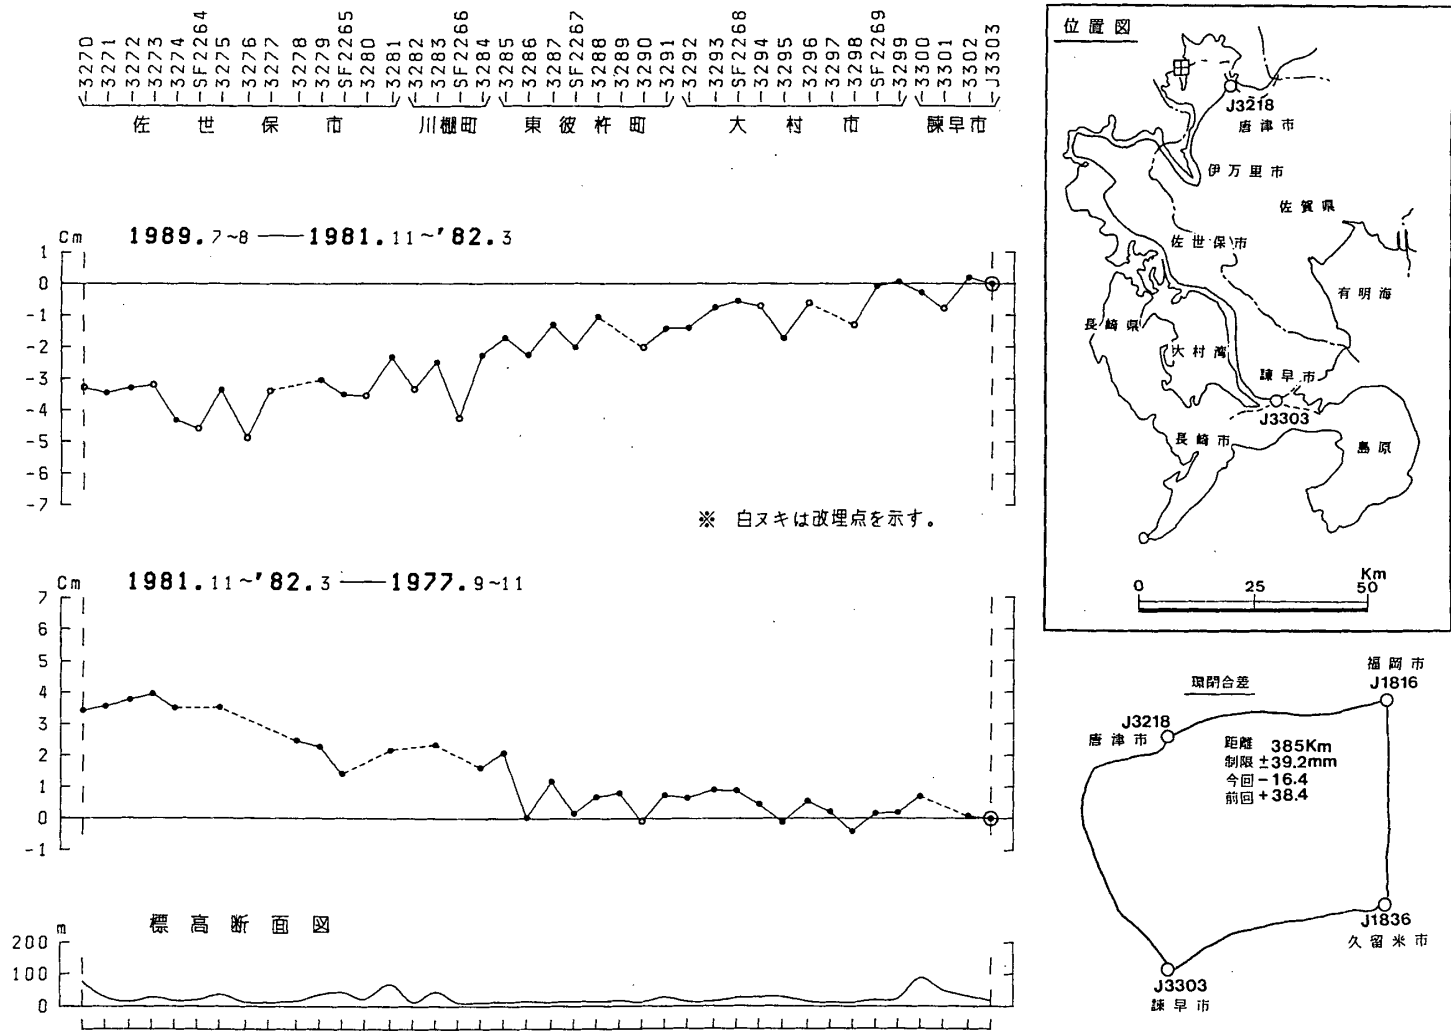 3270
3271
3272
3273
3274
SF2264
3275
3276
3277
3278
3279
SF2265
3280
3281
3282
3283
SF2266
3284
3285
3286
3287
SF2267
3288
3289
3290
3291
3292
3293
SF2268
3294
3295
3296
3297
3298
SF2269
3299
3300
3301
3302
J3303
佐世保市 川棚町 東彼杵町 大村市 諫早市
Cm 1989.7~8——1981.11~'82.3
1
0
-1
-2
-3
-4
-5
-6
-7
※ 白ヌキは改埋点を示す。
Cm 1981.11~'82.3——1977.9~11
7
6
5
4
3
2
1
0
-1
標高断面図
m
200
100
0
位置図
J3218
唐津市
伊万里市
佐賀県
佐世保市
有明海
長崎県
大村湾
諫早市
J3303
長崎市
島原
Km
0 25 50
福岡市
J1816
環閉合差
J3218
唐津市
距離 385Km
制限 ±39.2mm
今回 -16.4
前回 +38.4
J1836
久留米市
J3303
諫早市